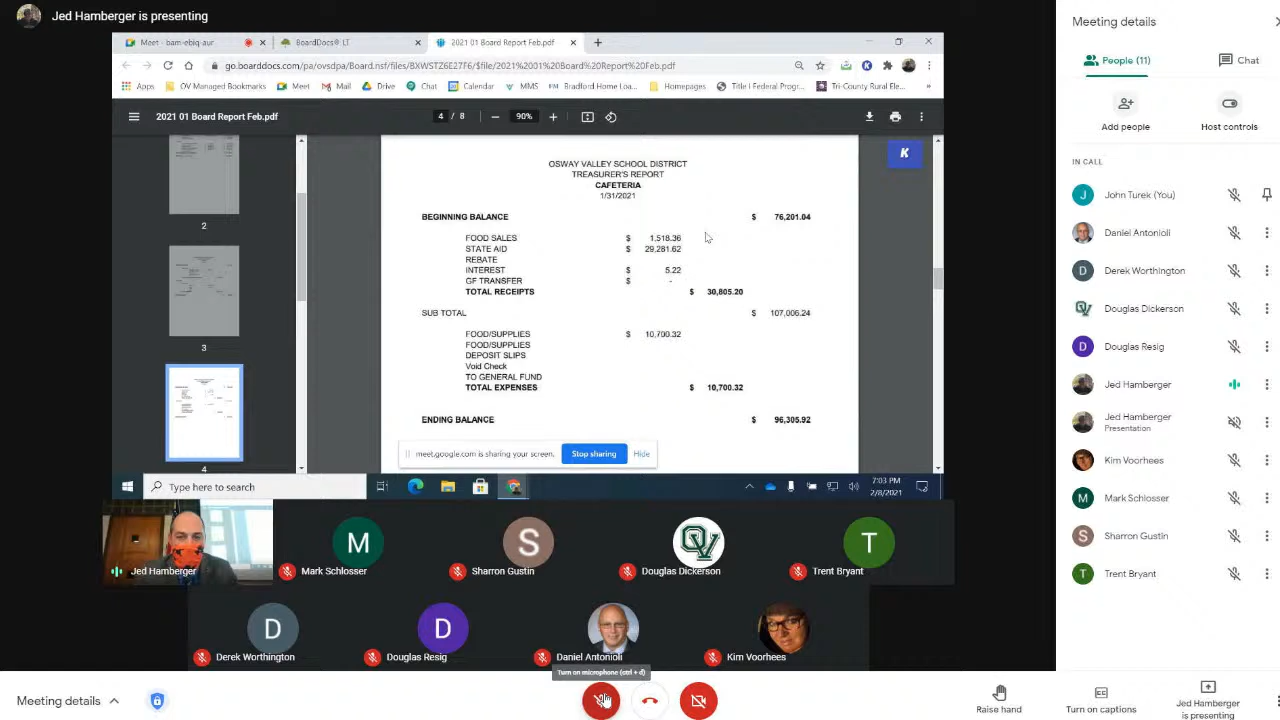 Jed Hamberger is presenting
Meet - bam-ebiq-aur
BoardDocs® LT
2021 01 Board Report Feb.pdf
go.boarddocs.com/pa/ovsdpa/Board.nsf/files/BXWSTZ6E27F6/$file/2021%2001%20Board%20Report%20Feb.pdf
Apps
OV Managed Bookmarks
Meet
Mail
Drive
Chat
Calendar
MMS
Bradford Home Loa...
Homepages
Title I Federal Progr...
Tri-County Rural Ele...
»
2021 01 Board Report Feb.pdf
4 / 8
90%
K
2
3
4
OSWAY VALLEY SCHOOL DISTRICT
TREASURER'S REPORT
CAFETERIA
1/31/2021
BEGINNING BALANCE $ 76,201.04
FOOD SALES $ 1,518.36
STATE AID $ 29,281.62
REBATE
INTEREST $ 5.22
GF TRANSFER $ -
TOTAL RECEIPTS $ 30,805.20
SUB TOTAL $ 107,006.24
FOOD/SUPPLIES $ 10,700.32
FOOD/SUPPLIES
DEPOSIT SLIPS
Void Check
TO GENERAL FUND
TOTAL EXPENSES $ 10,700.32
ENDING BALANCE $ 96,305.92
meet.google.com is sharing your screen.
Stop sharing
Hide
Type here to search
7:03 PM
2/8/2021
Jed Hamberger
M
Mark Schlosser
S
Sharron Gustin
OV
Douglas Dickerson
T
Trent Bryant
D
Derek Worthington
D
Douglas Resig
Daniel Antonioli
Kim Voorhees
Turn on microphone (ctrl + d)
Meeting details
Raise hand
Turn on captions
Jed Hamberger
is presenting
Meeting details
People (11)
Chat
Add people
Host controls
IN CALL
J
John Turek (You)
Daniel Antonioli
D
Derek Worthington
OV
Douglas Dickerson
D
Douglas Resig
Jed Hamberger
Jed Hamberger
Presentation
Kim Voorhees
M
Mark Schlosser
S
Sharron Gustin
T
Trent Bryant